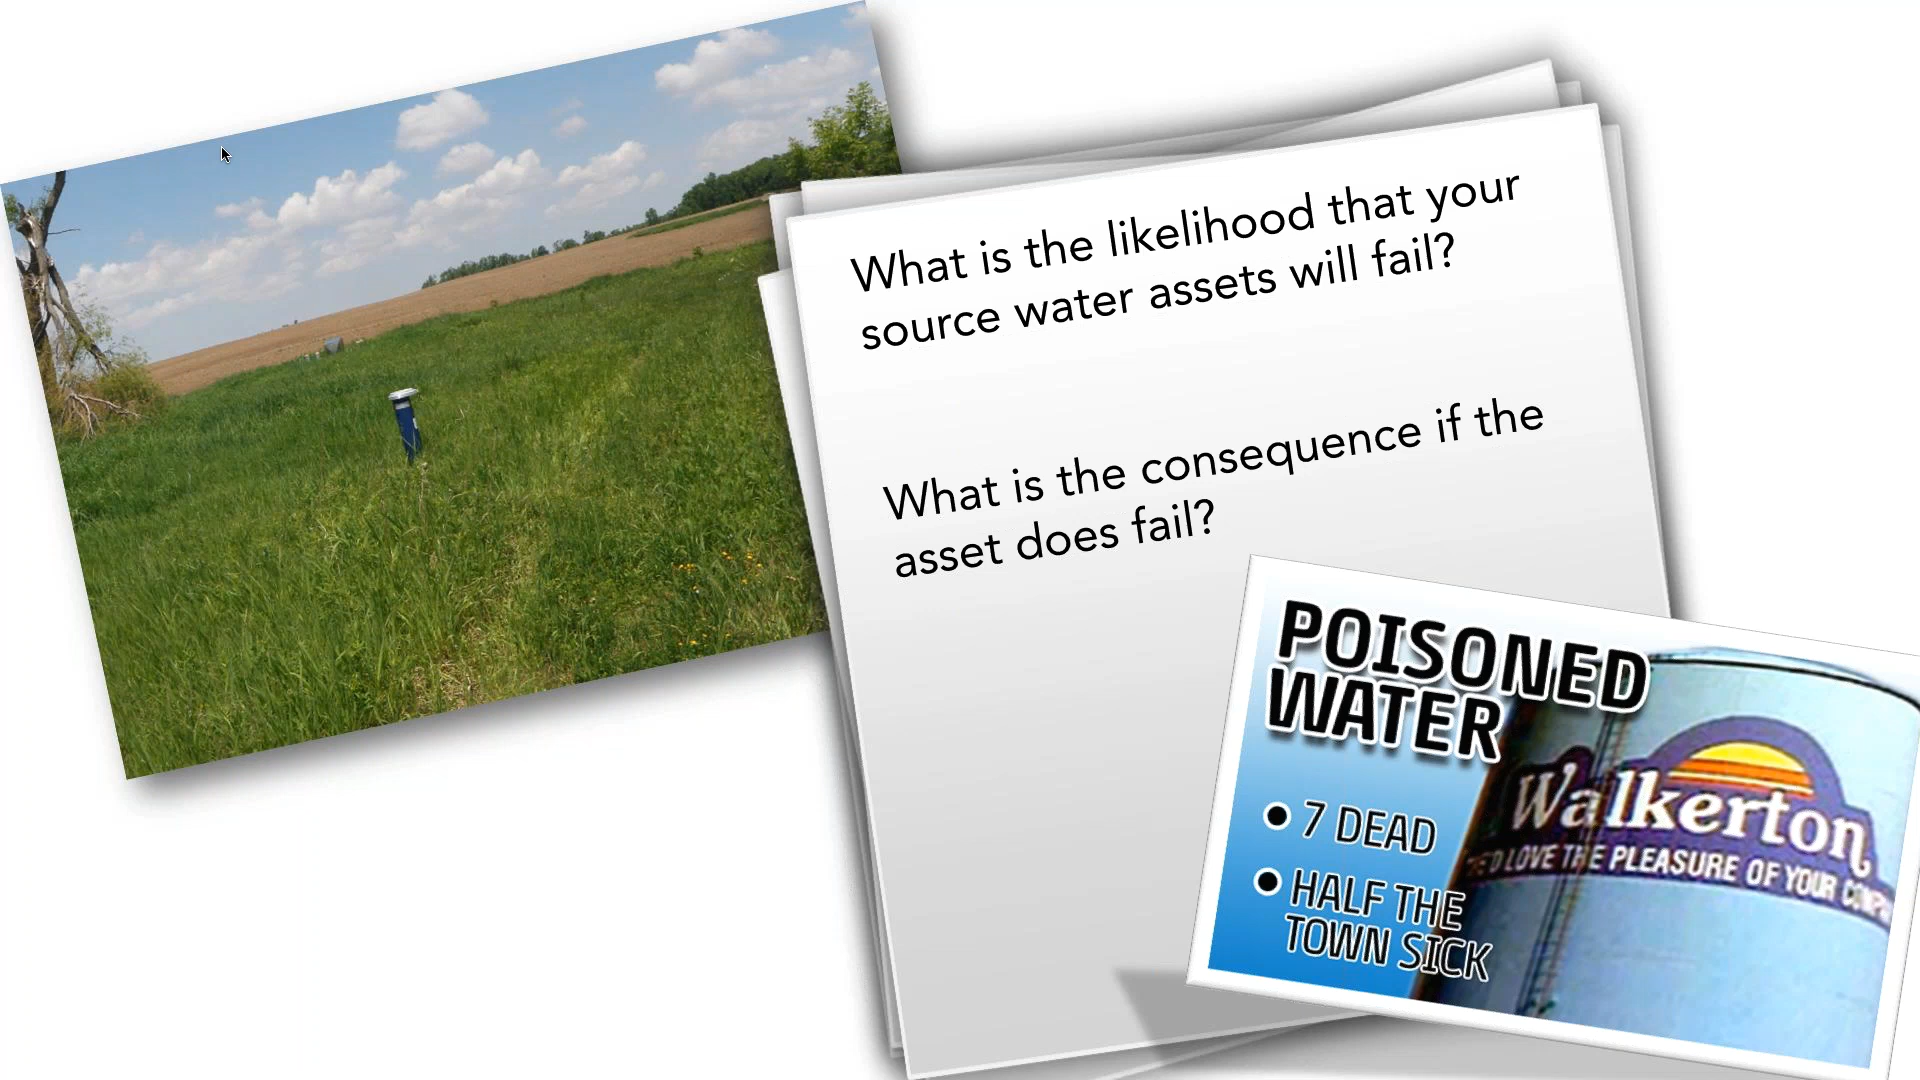 What is the likelihood that your
source water assets will fail?
What is the consequence if the
asset does fail?
POISONED
WATER
Walkerton
LOVE THE PLEASURE OF YOUR
• 7 DEAD
• HALF THE
TOWN SICK